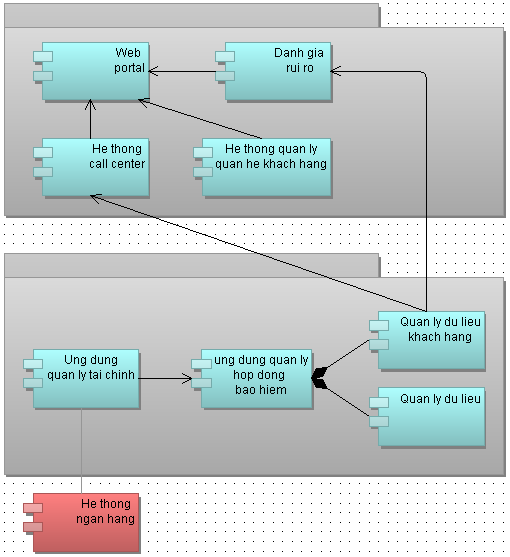 Web
portal
Danh gia
rui ro
He thong
call center
He thong quan ly
quan he khach hang
Quan ly du lieu
khach hang
Ung dung
quan ly tai chinh
ung dung quan ly
hop dong
bao hiem
Quan ly du lieu
He thong
ngan hang